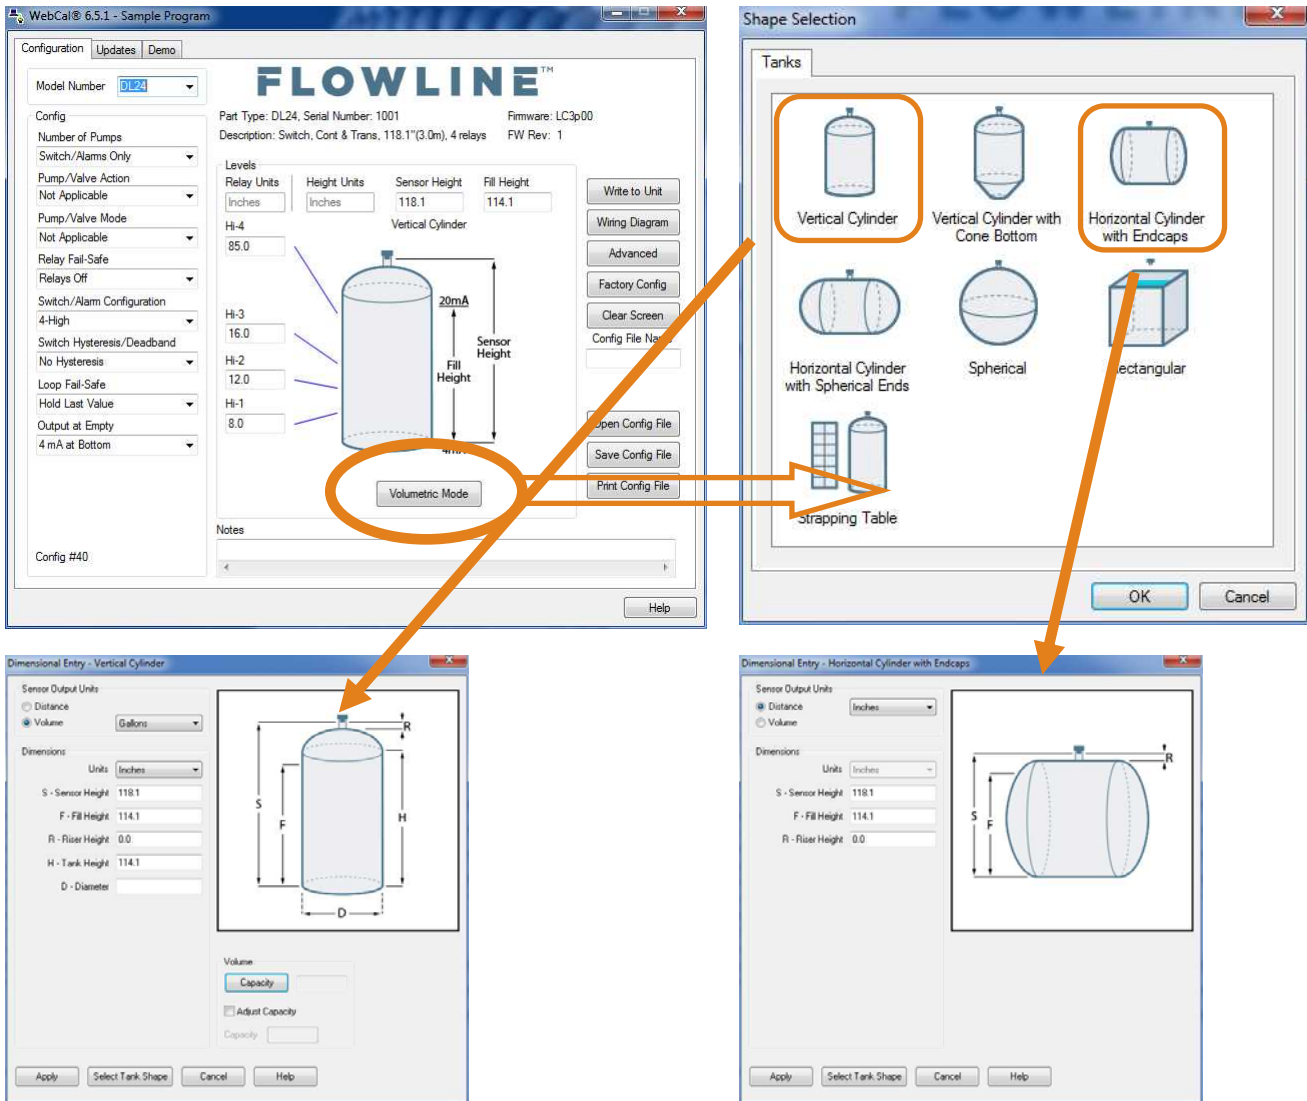 WebCal® 6.5.1 - Sample Program
Configuration Updates Demo
Model Number DL24
FLOWLINE™
Part Type: DL24, Serial Number: 1001 Firmware: LC3p00
Description: Switch, Cont & Trans, 118.1"(3.0m), 4 relays FW Rev: 1
Config
Number of Pumps
Switch/Alarms Only
Pump/Valve Action
Not Applicable
Pump/Valve Mode
Not Applicable
Relay Fail-Safe
Relays Off
Switch/Alarm Configuration
4-High
Switch Hysteresis/Deadband
No Hysteresis
Loop Fail-Safe
Hold Last Value
Output at Empty
4 mA at Bottom
Config #40
Levels
Relay Units Height Units Sensor Height Fill Height
Inches Inches 118.1 114.1
Hi-4 Vertical Cylinder
85.0
20mA
Hi-3
16.0
Sensor
Height
Hi-2
12.0
Fill
Height
Hi-1
8.0
4mA
Volumetric Mode
Notes
Write to Unit
Wiring Diagram
Advanced
Factory Config
Clear Screen
Config File Name
Open Config File
Save Config File
Print Config File
Help
Shape Selection
Tanks
Vertical Cylinder
Vertical Cylinder with
Cone Bottom
Horizontal Cylinder
with Endcaps
Horizontal Cylinder
with Spherical Ends
Spherical
Rectangular
Strapping Table
OK Cancel
Dimensional Entry - Vertical Cylinder
Sensor Output Units
Distance
Volume Gallons
Dimensions
Units Inches
S - Sensor Height 118.1
F - Fill Height 114.1
R - Riser Height 0.0
H - Tank Height 114.1
D - Diameter
R
S
F
H
D
Volume
Capacity
Adjust Capacity
Capacity
Apply Select Tank Shape Cancel Help
Dimensional Entry - Horizontal Cylinder with Endcaps
Sensor Output Units
Distance Inches
Volume
Dimensions
Units Inches
S - Sensor Height 118.1
F - Fill Height 114.1
R - Riser Height 0.0
R
S
F
Apply Select Tank Shape Cancel Help